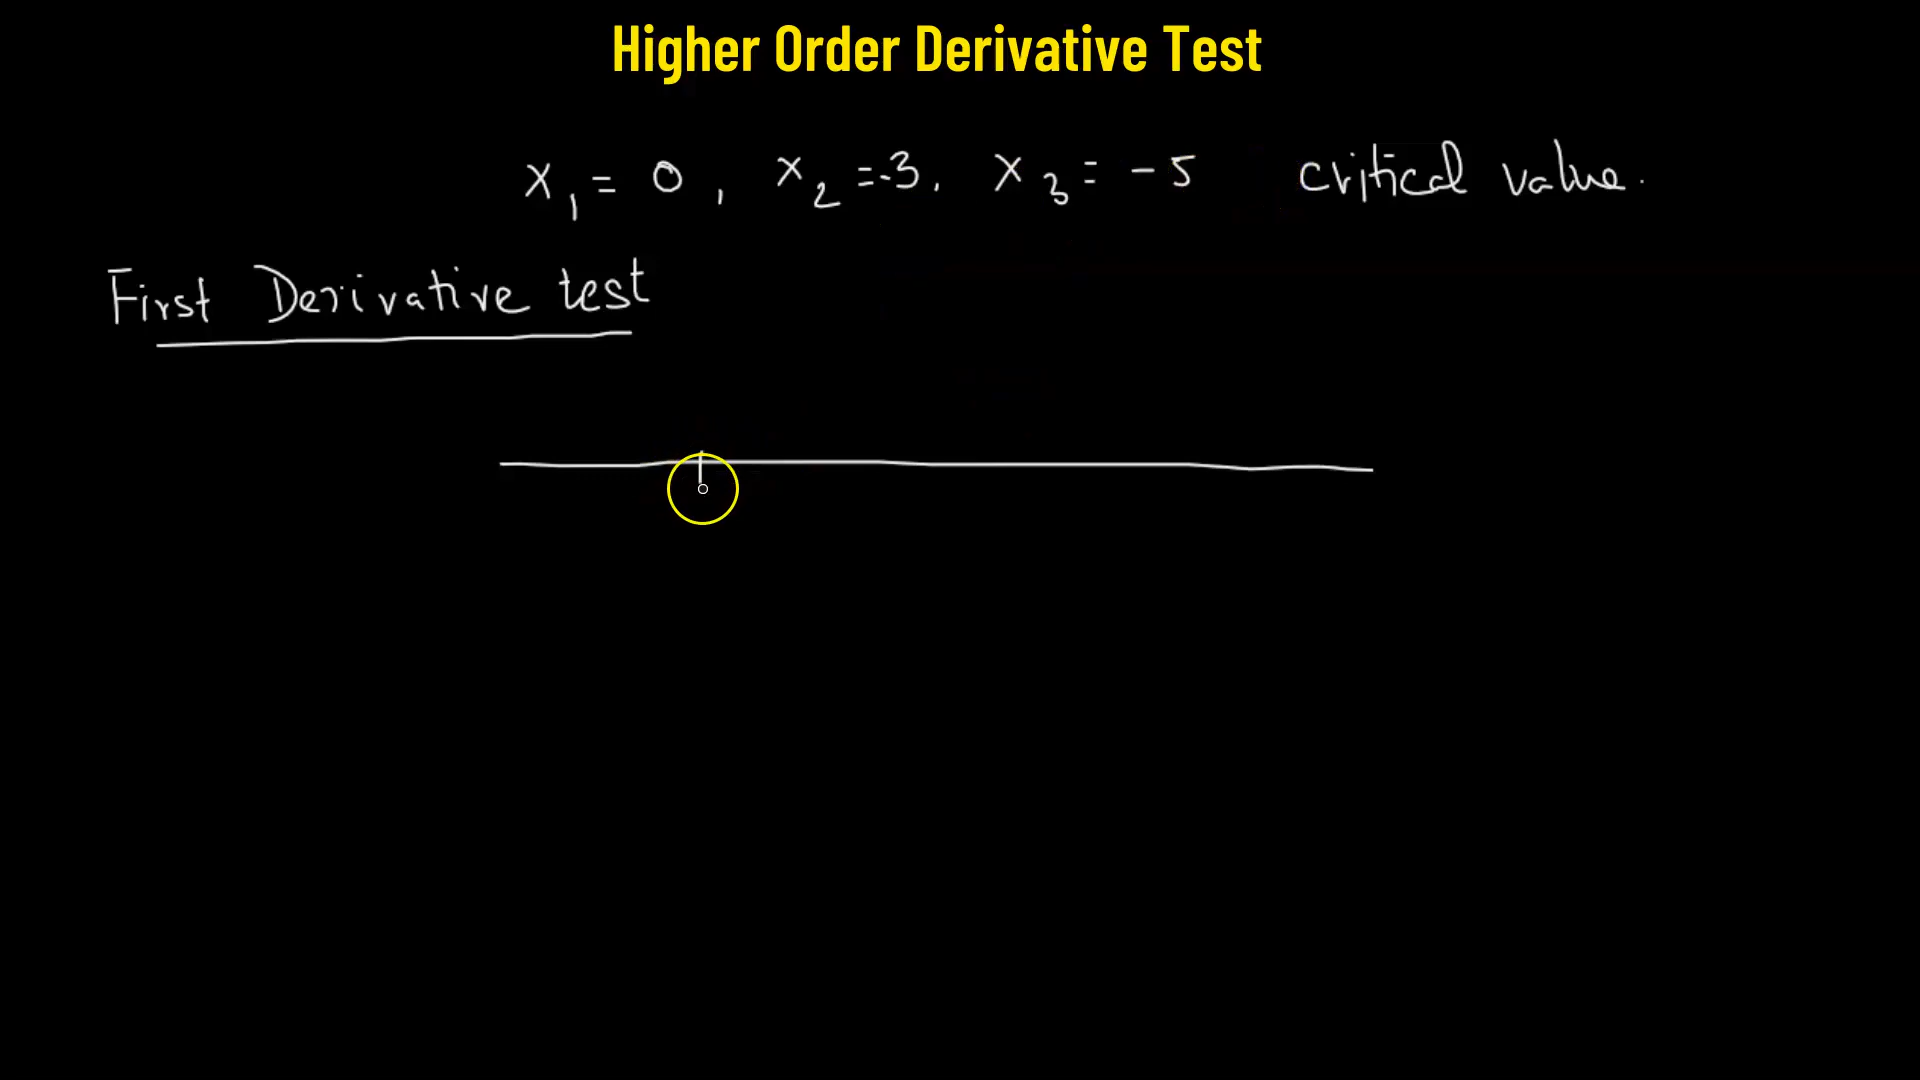 Higher Order Derivative Test
x₁ = 0 , x₂ = -3 , x₃ = -5 critical value.
First Derivative test